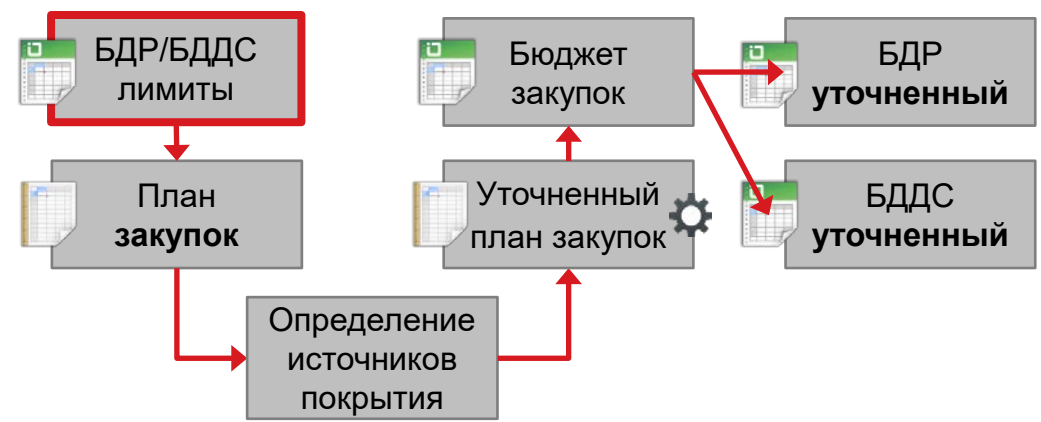 БДР/БДДС
лимиты
План
закупок
Определение
источников
покрытия
Уточненный
план закупок
Бюджет
закупок
БДР
уточненный
БДДС
уточненный